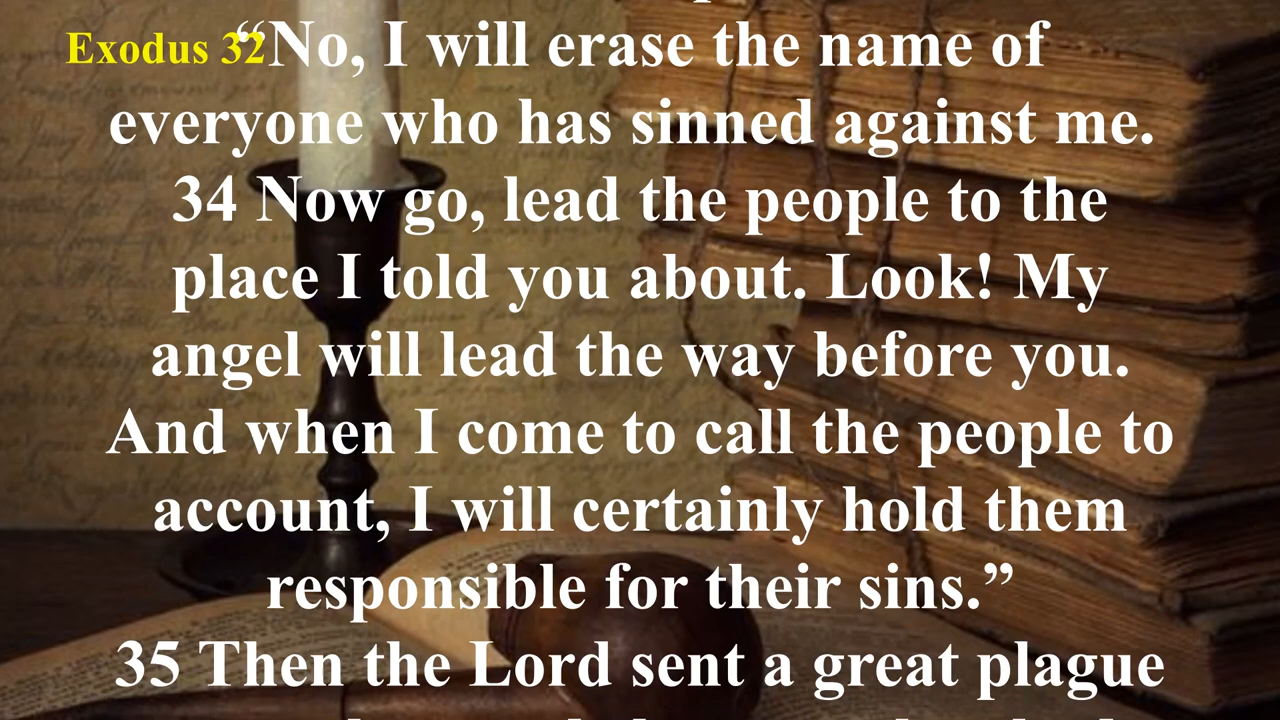 Exodus 32
“No, I will erase the name of
everyone who has sinned against me.
34 Now go, lead the people to the
place I told you about. Look! My
angel will lead the way before you.
And when I come to call the people to
account, I will certainly hold them
responsible for their sins.”
35 Then the Lord sent a great plague